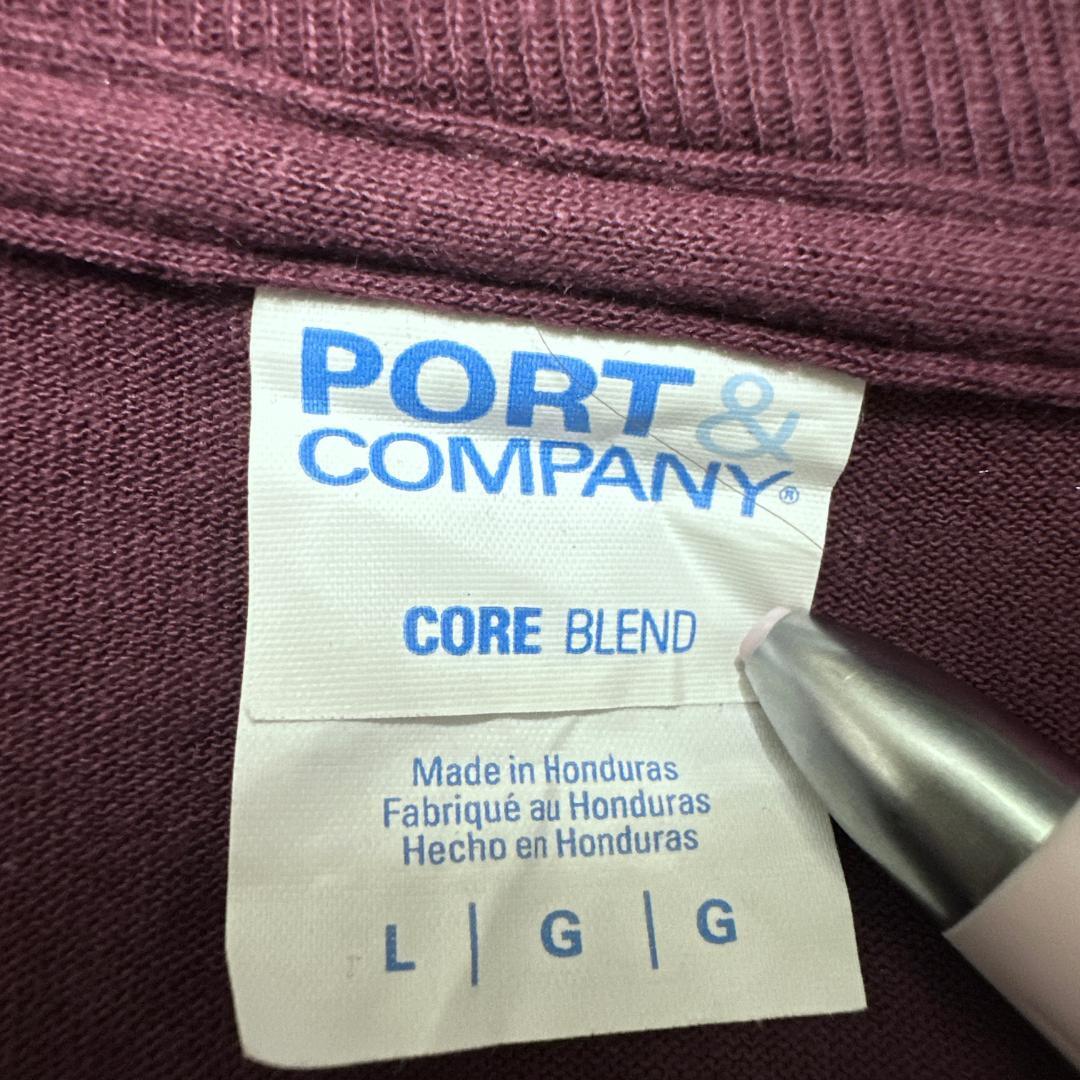 PORT &
COMPANY®
CORE BLEND
Made in Honduras
Fabriqué au Honduras
Hecho en Honduras
L | G | G